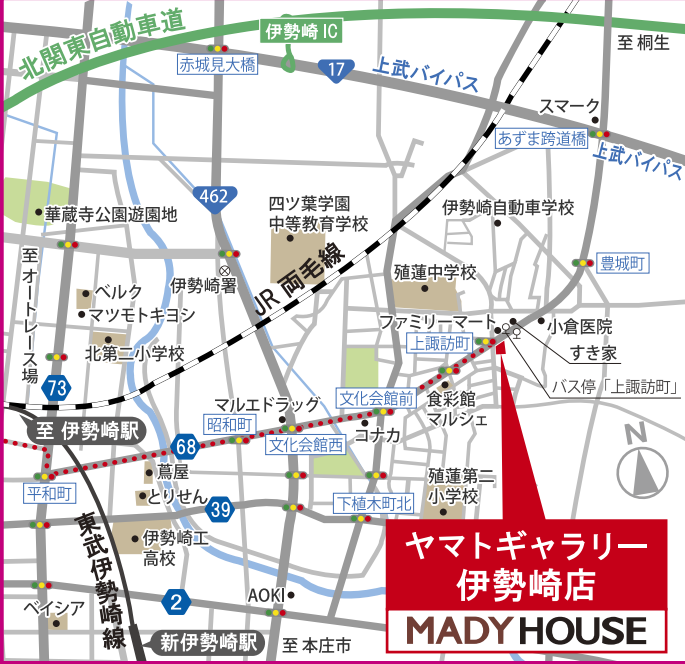 北関東自動車道
伊勢崎IC
至 桐生
赤城見大橋
17
上武バイパス
スマーク
あずま跨道橋
上武バイパス
462
四ツ葉学園
中等教育学校
伊勢崎自動車学校
華蔵寺公園遊園地
至オートレース場
伊勢崎署
JR 両毛線
殖蓮中学校
豊城町
ベルク
マツモトキヨシ
北第二小学校
ファミリーマート
小倉医院
上諏訪町
すき家
バス停「上諏訪町」
73
マルエドラッグ
文化会館前
食彩館
マルシェ
至 伊勢崎駅
昭和町
68
文化会館西
コナカ
N
平和町
蔦屋
とりせん
39
下植木町北
殖蓮第二
小学校
東武伊勢崎線
伊勢崎工
高校
ヤマトギャラリー
伊勢崎店
MADY HOUSE
ベイシア
2
AOKI
新伊勢崎駅
至 本庄市